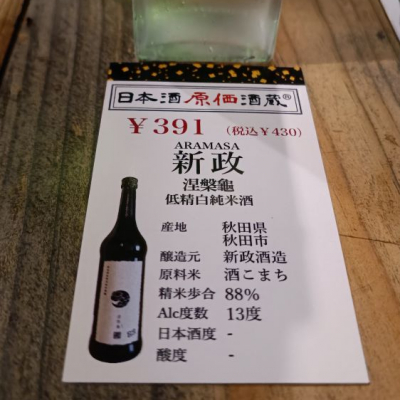 日本酒原価酒蔵®
¥391 (税込¥430)
ARAMASA
新政
涅槃龜
低精白純米酒
産地 秋田県
秋田市
醸造元 新政酒造
原料米 酒こまち
精米歩合 88%
Alc度数 13度
日本酒度 -
酸度 -